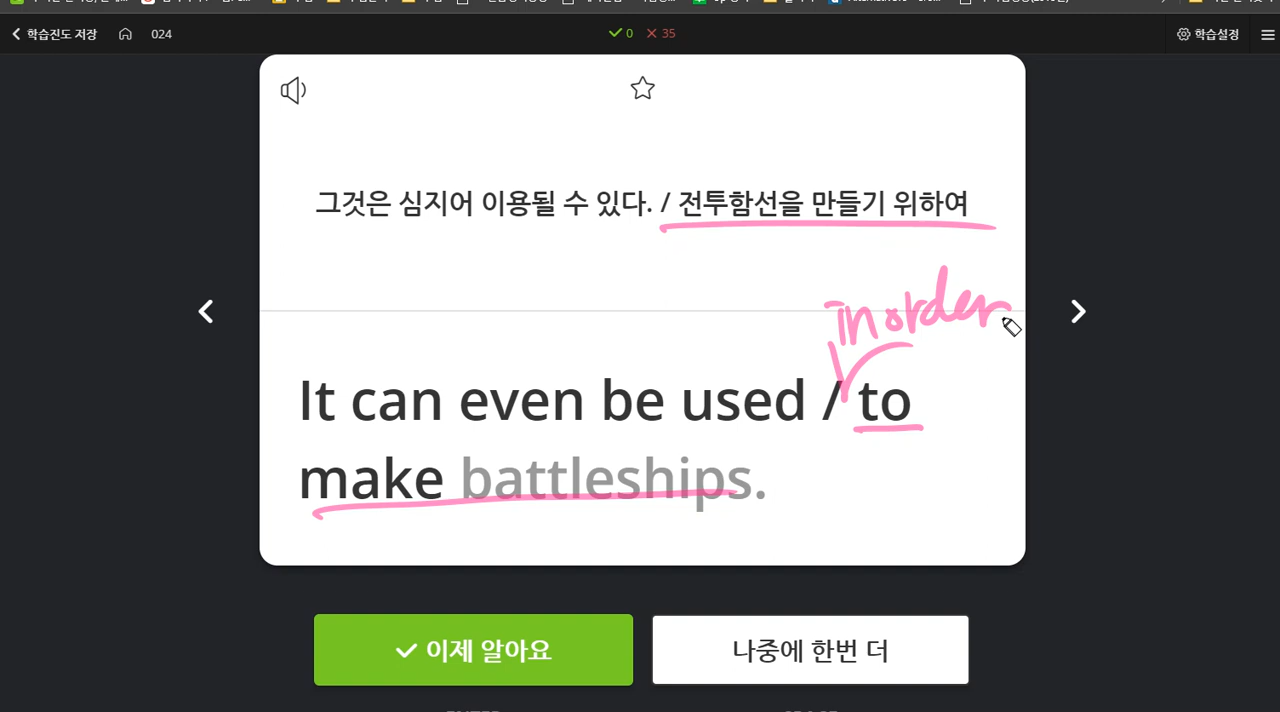 학습진도 저장
024
0
35
학습설정
그것은 심지어 이용될 수 있다. / 전투함선을 만들기 위하여
in order
It can even be used / to
make battleships.
이제 알아요
나중에 한번 더